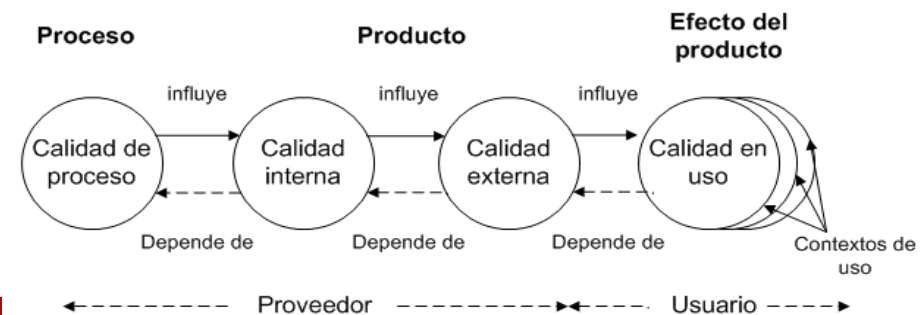 Proceso
Producto
Efecto del
producto
influye
influye
influye
Calidad de
proceso
Calidad
interna
Calidad
externa
Calidad en
uso
Depende de
Depende de
Depende de
Contextos de
uso
Proveedor
Usuario